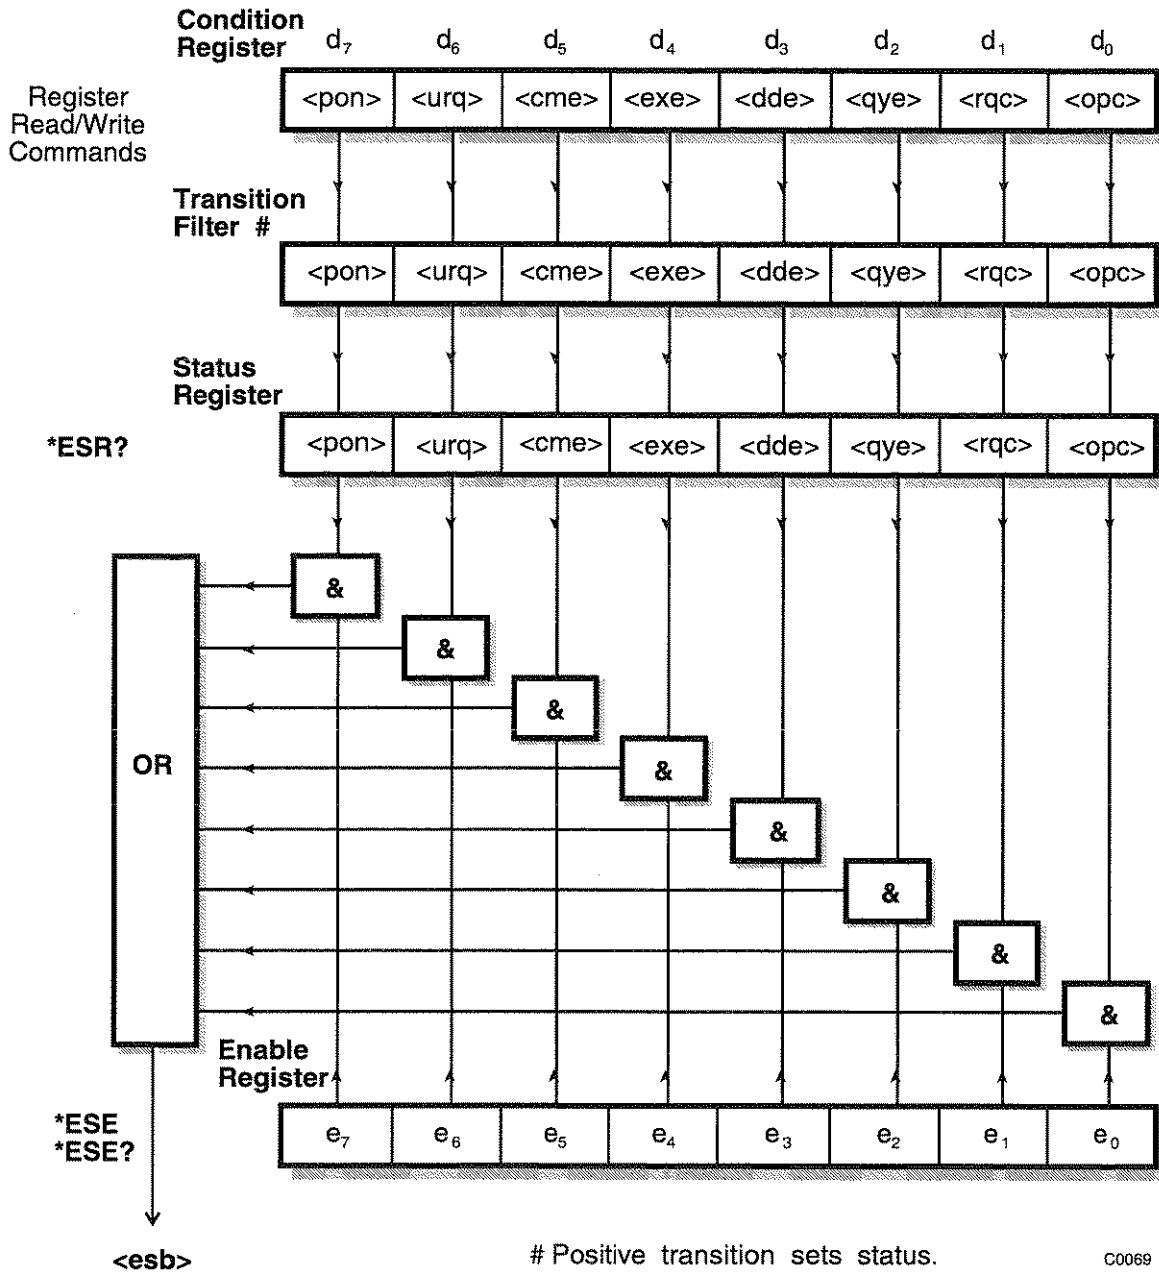 Condition
Register
d7 d6 d5 d4 d3 d2 d1 d0
Register
Read/Write
Commands
<pon> <urq> <cme> <exe> <dde> <qye> <rqc> <opc>
Transition
Filter #
<pon> <urq> <cme> <exe> <dde> <qye> <rqc> <opc>
Status
Register
*ESR?
<pon> <urq> <cme> <exe> <dde> <qye> <rqc> <opc>
&
&
&
&
&
&
&
&
OR
Enable
Register
*ESE
*ESE?
e7 e6 e5 e4 e3 e2 e1 e0
<esb>
# Positive transition sets status.
C0069